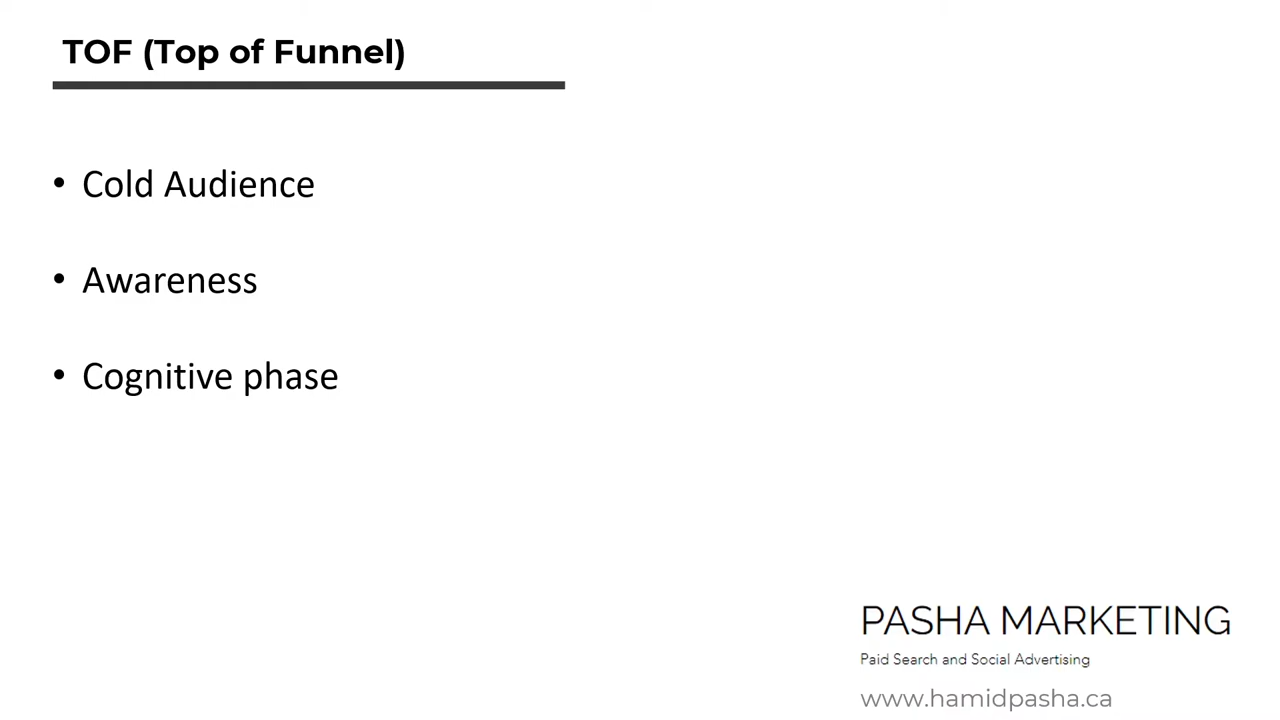 TOF (Top of Funnel)
• Cold Audience
• Awareness
• Cognitive phase
PASHA MARKETING
Paid Search and Social Advertising
www.hamidpasha.ca